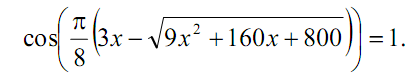 cos(π/8(3x − √(9x² + 160x + 800))) = 1.